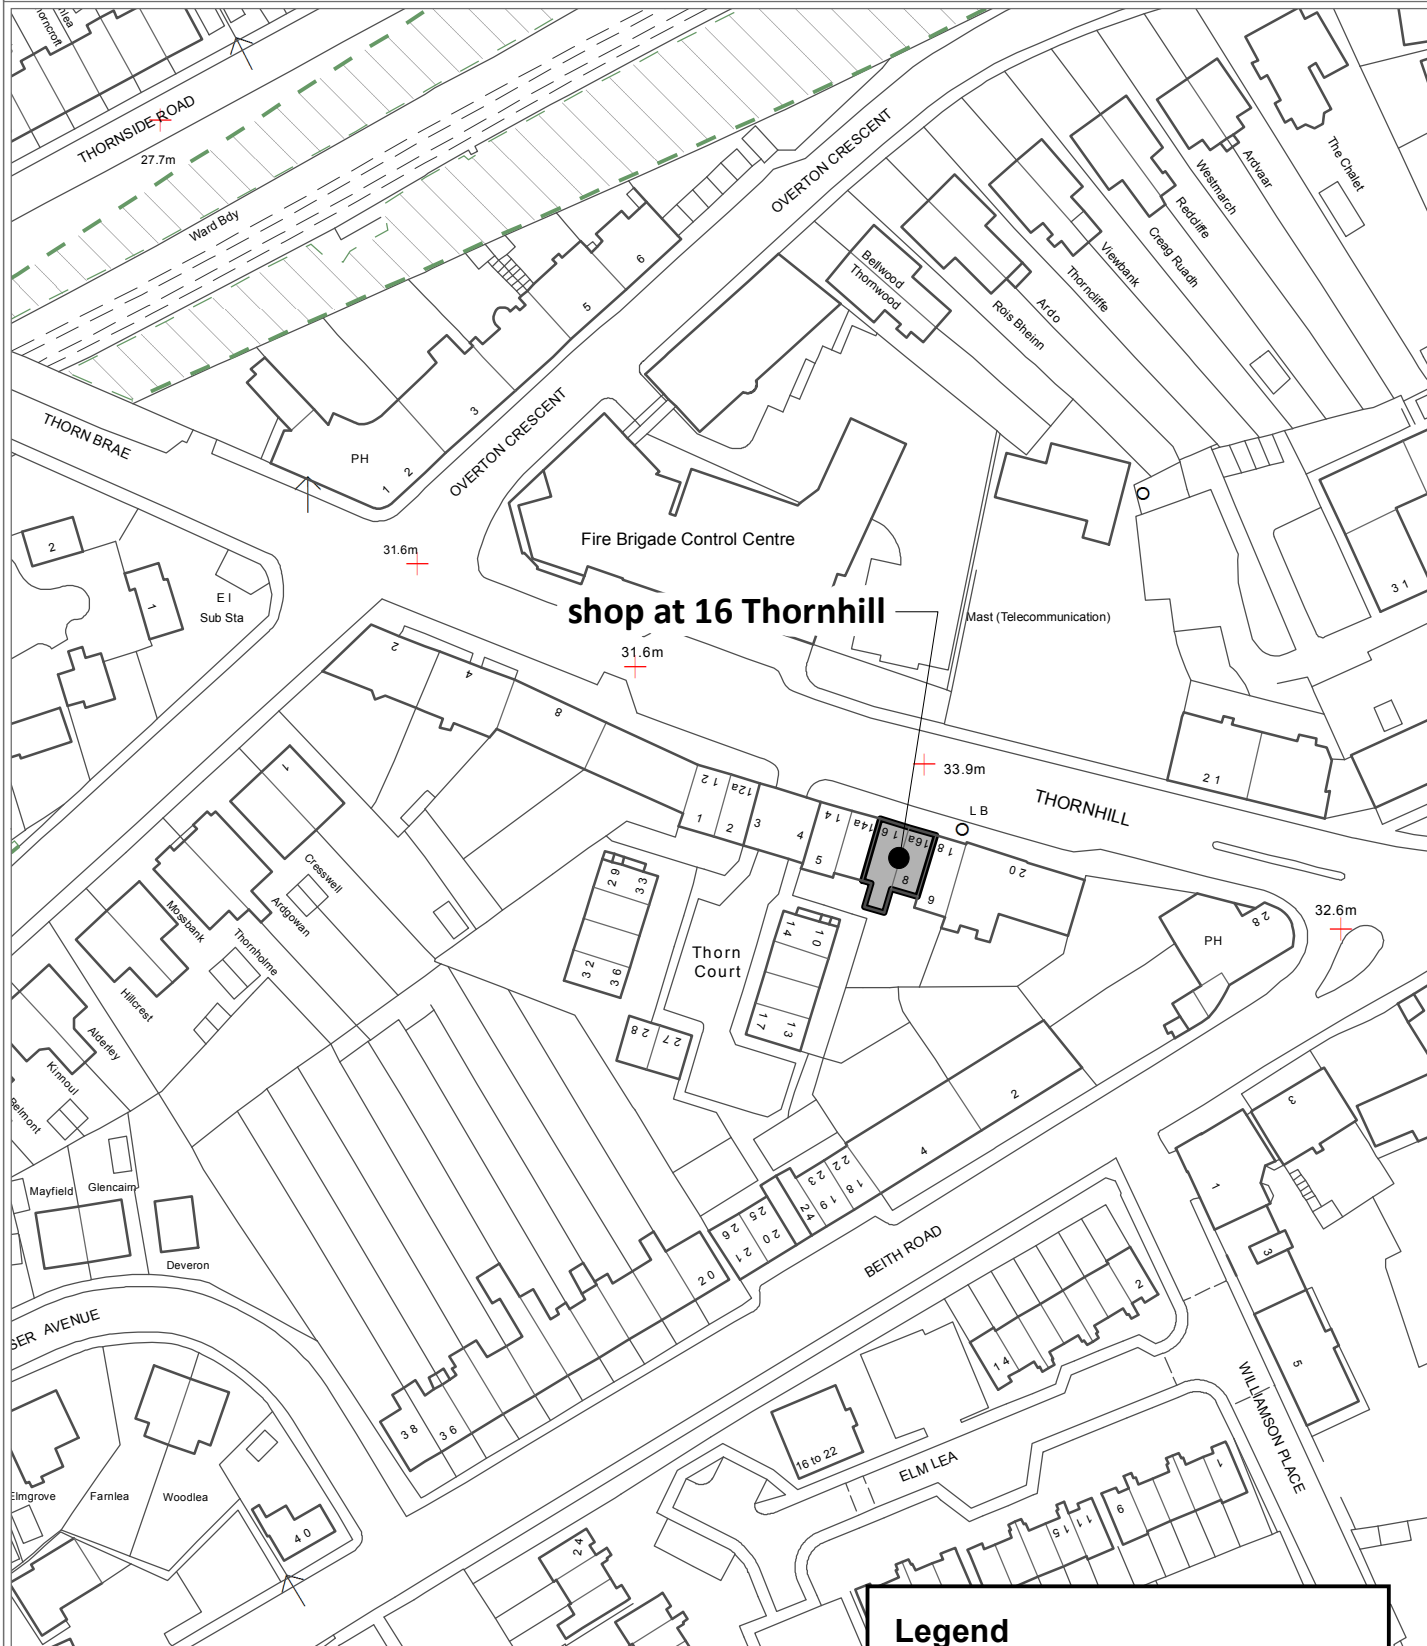 THORNSIDE ROAD
27.7m
Ward Bdy
OVERTON CRESCENT
The Chalet
Ardvaar
Westmarch
Redcliffe
Creag Ruadh
Viewbank
Thorncliffe
Ardo
Rois Bheinn
Bellwood
Thornwood
6
5
3
2
1
PH
OVERTON CRESCENT
THORN BRAE
31.6m
Fire Brigade Control Centre
shop at 16 Thornhill
Mast (Telecommunication)
31
2
1
El
Sub Sta
31.6m
2
4
8
12
12a
1
2
3
4
14
14a
5
16
16a
8
18
9
20
33.9m
LB
THORNHILL
21
32.6m
28
PH
1
Cresswell
Ardgowan
Mossbank
Thornholme
Hillcrest
Alderley
Kinnoul
29
33
32
36
Thorn
Court
14
10
17
13
28
27
2
4
22
23
18
19
24
25
26
20
21
20
38
36
BEITH ROAD
Mayfield
Glencairn
Deveron
SER AVENUE
Elmgrove
Farnlea
Woodlea
40
3
1
3
5
2
14
16 to 22
ELM LEA
WILLIAMSON PLACE
1
9
11
15
24
Legend